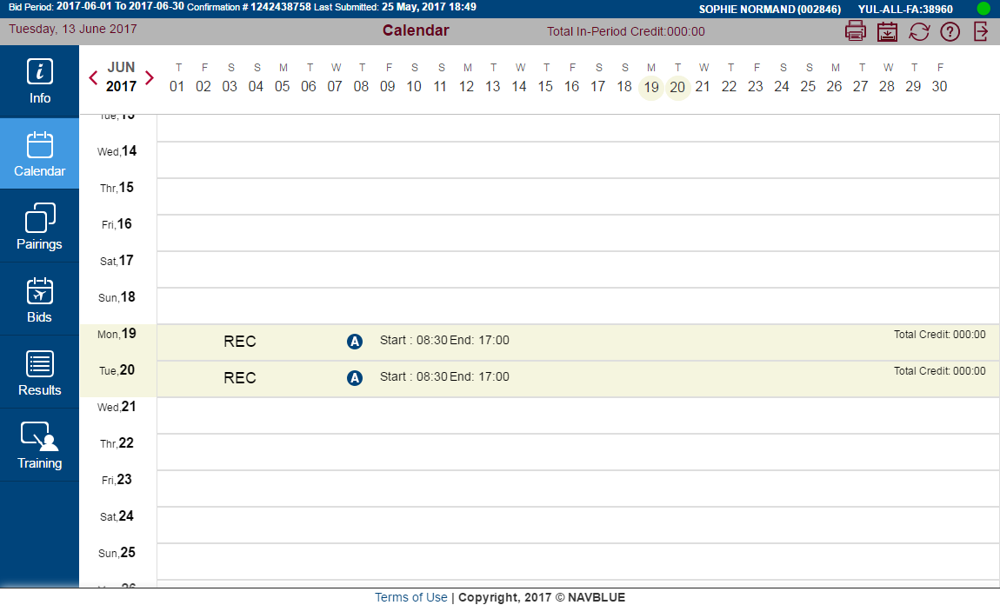 Bid Period: 2017-06-01 To 2017-06-30 Confirmation # 1242438758 Last Submitted: 25 May, 2017 18:49
SOPHIE NORMAND (002846) YUL-ALL-FA:38960
Tuesday, 13 June 2017
Calendar
Total In-Period Credit:000:00
Info
Calendar
Pairings
Bids
Results
Training
JUN
2017
T F S S M T W T F S S M T W T F S S M T W T F S S M T W T F
01 02 03 04 05 06 07 08 09 10 11 12 13 14 15 16 17 18 19 20 21 22 23 24 25 26 27 28 29 30
Tue,13
Wed,14
Thr,15
Fri,16
Sat,17
Sun,18
Mon,19 REC A Start : 08:30 End: 17:00 Total Credit: 000:00
Tue,20 REC A Start : 08:30 End: 17:00 Total Credit: 000:00
Wed,21
Thr,22
Fri,23
Sat,24
Sun,25
Terms of Use | Copyright, 2017 © NAVBLUE